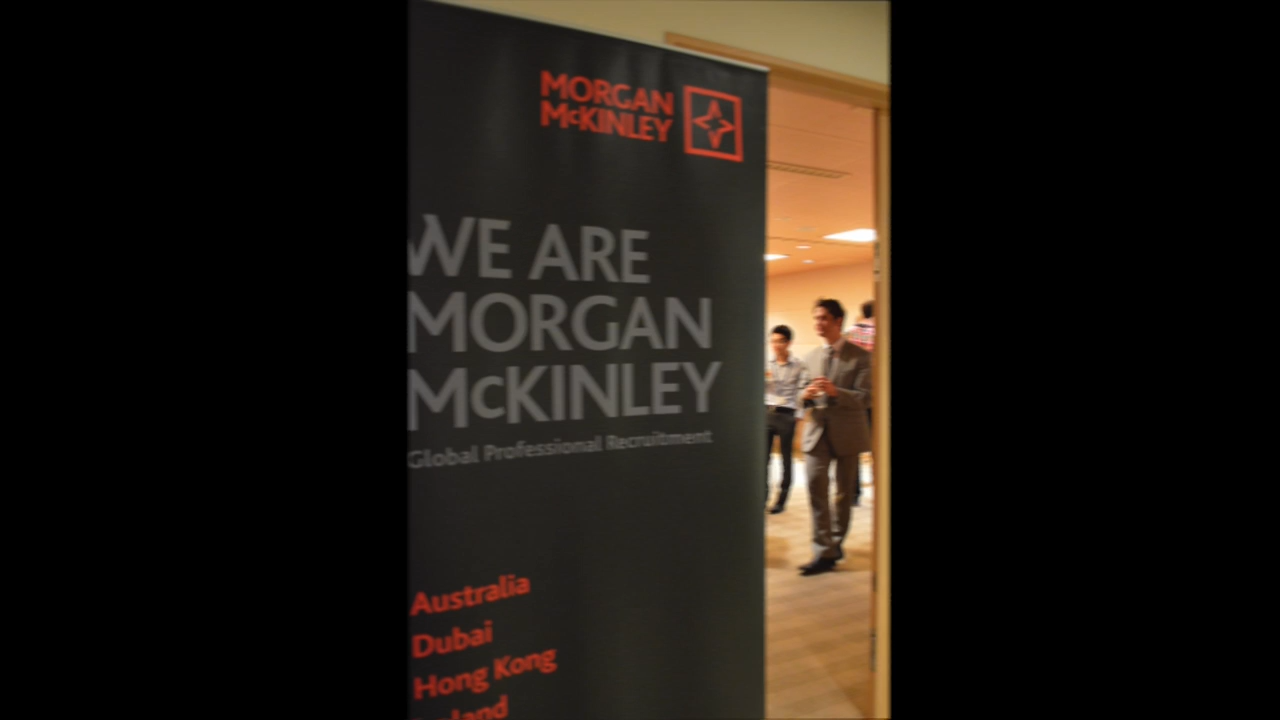 MORGAN
McKINLEY
WE ARE
MORGAN
McKINLEY
Global Professional Recruitment
Australia
Dubai
Hong Kong